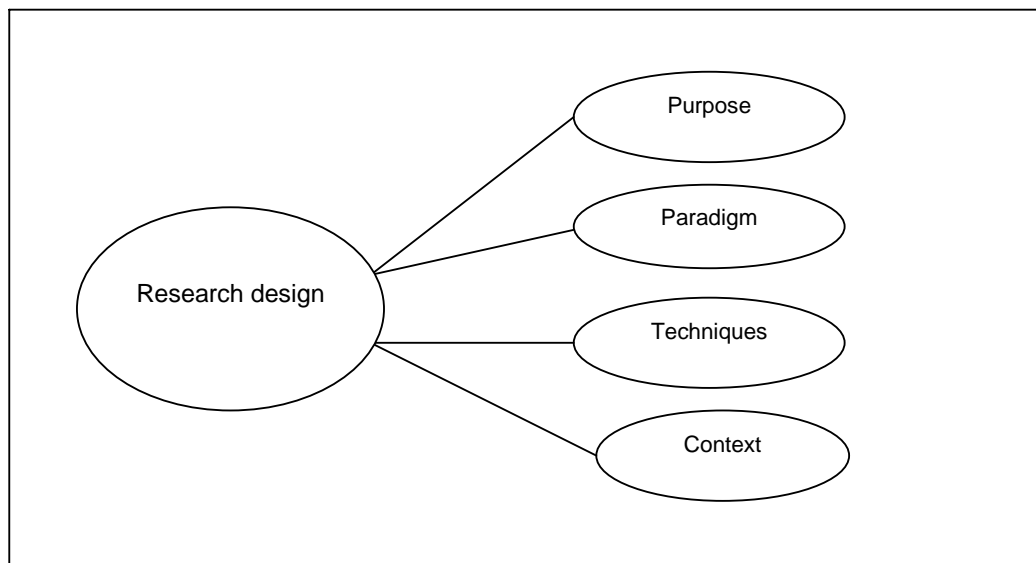 Purpose
Paradigm
Research design
Techniques
Context